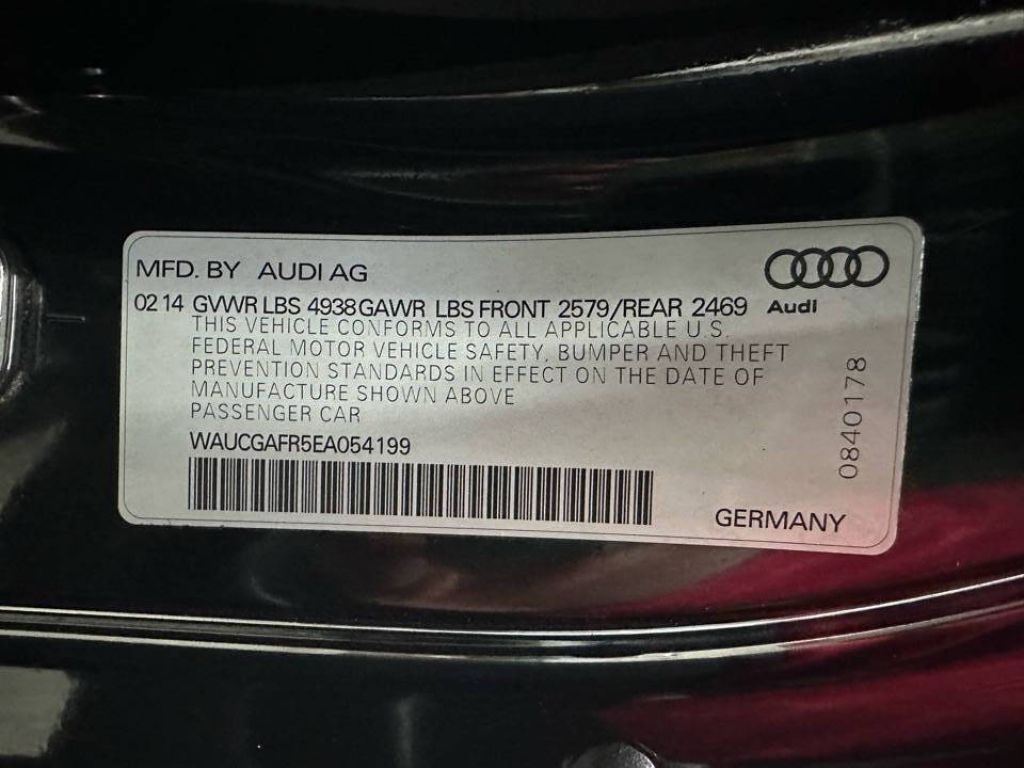 MFD. BY AUDI AG
Audi
02 14 GVWR LBS 4938 GAWR LBS FRONT 2579/REAR 2469
THIS VEHICLE CONFORMS TO ALL APPLICABLE U.S.
FEDERAL MOTOR VEHICLE SAFETY, BUMPER AND THEFT
PREVENTION STANDARDS IN EFFECT ON THE DATE OF
MANUFACTURE SHOWN ABOVE
PASSENGER CAR
WAUCGAFR5EA054199
GERMANY
0840178